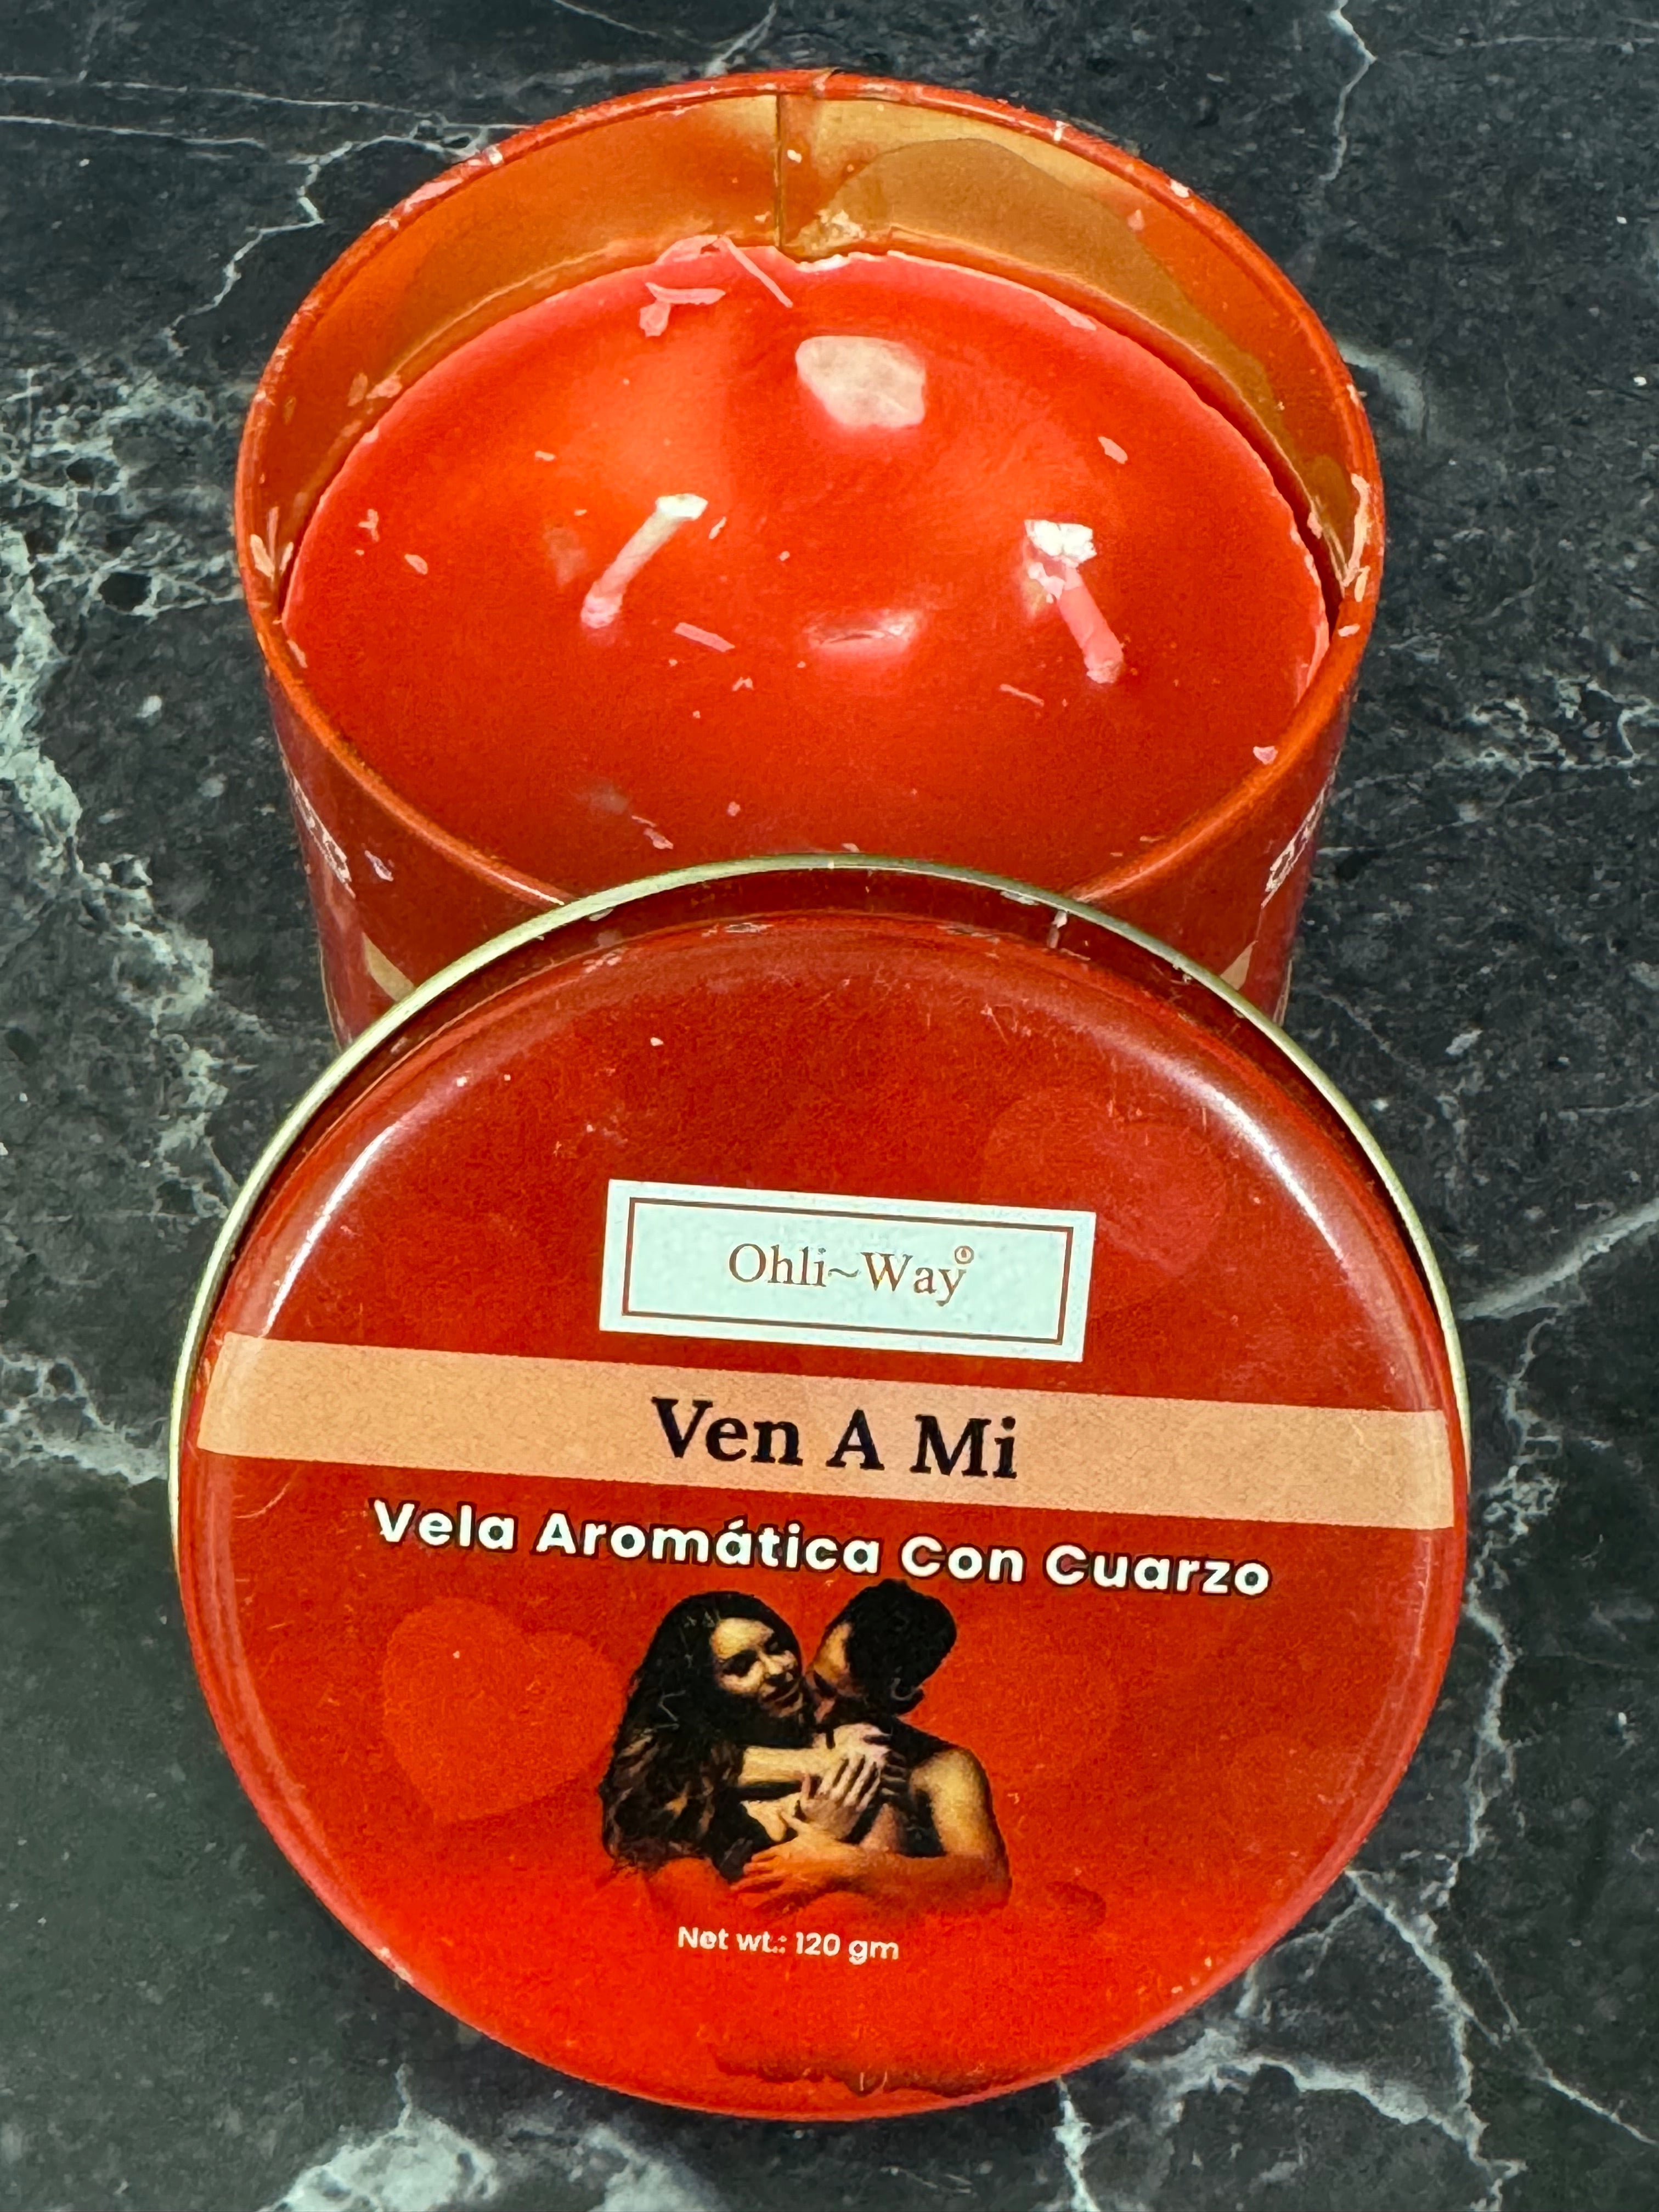 Ohli~Way
Ven A Mi
Vela Aromática Con Cuarzo
Net wt.: 120 gm